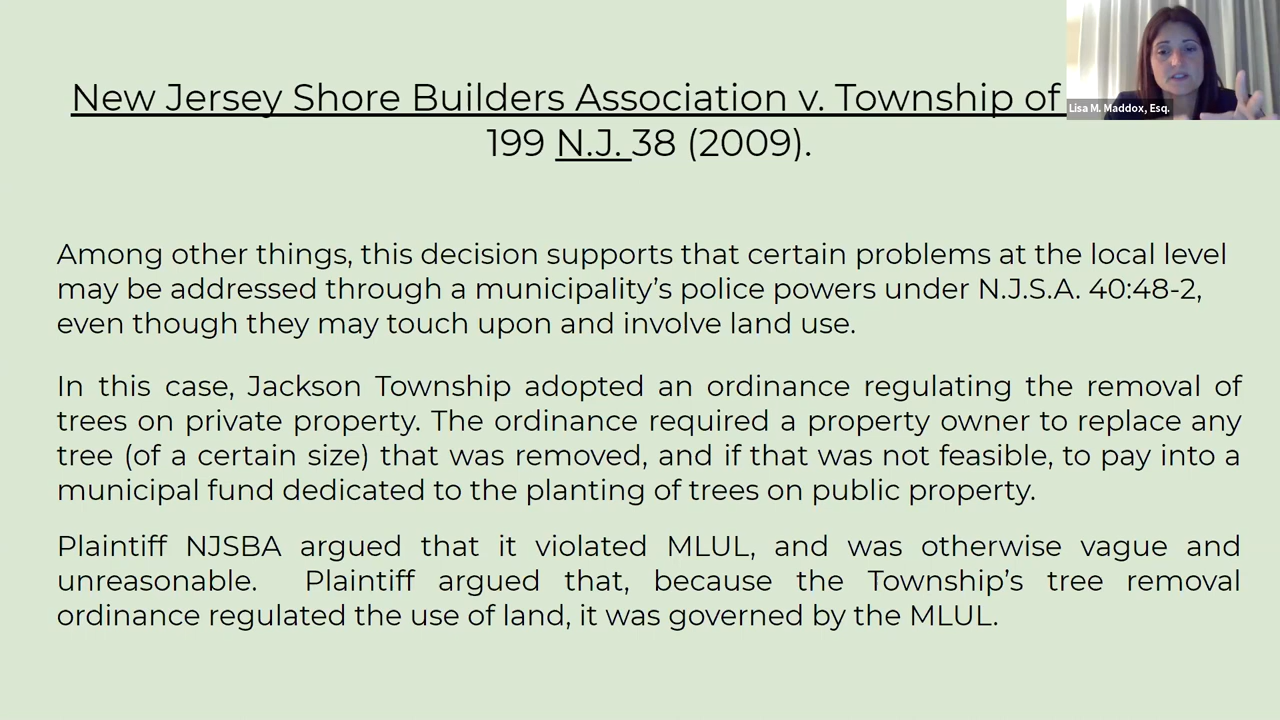 New Jersey Shore Builders Association v. Township of
199 N.J. 38 (2009).
Lisa M. Maddox, Esq.
Among other things, this decision supports that certain problems at the local level
may be addressed through a municipality’s police powers under N.J.S.A. 40:48-2,
even though they may touch upon and involve land use.
In this case, Jackson Township adopted an ordinance regulating the removal of
trees on private property. The ordinance required a property owner to replace any
tree (of a certain size) that was removed, and if that was not feasible, to pay into a
municipal fund dedicated to the planting of trees on public property.
Plaintiff NJSBA argued that it violated MLUL, and was otherwise vague and
unreasonable. Plaintiff argued that, because the Township’s tree removal
ordinance regulated the use of land, it was governed by the MLUL.